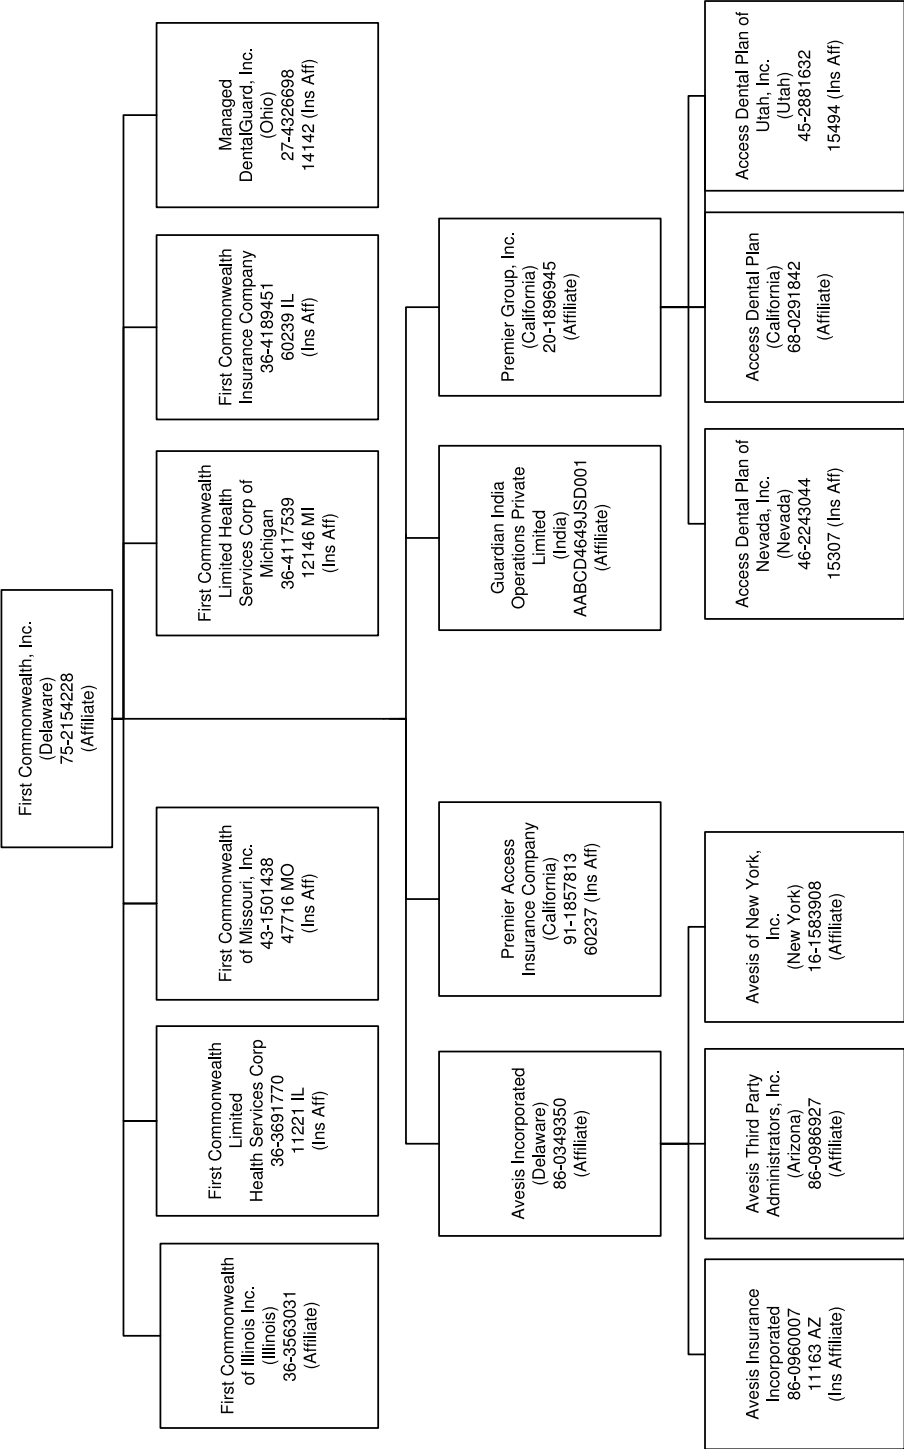 First Commonwealth, Inc.
(Delaware)
75-2154228
(Affiliate)
First Commonwealth
of Illinois Inc.
(Illinois)
36-3563031
(Affiliate)
First Commonwealth
Limited
Health Services Corp
36-3691770
11221 IL
(Ins Aff)
First Commonwealth
of Missouri, Inc.
43-1501438
47716 MO
(Ins Aff)
First Commonwealth
Limited Health
Services Corp of
Michigan
36-4117539
12146 MI
(Ins Aff)
First Commonwealth
Insurance Company
36-4189451
60239 IL
(Ins Aff)
Managed
DentalGuard, Inc.
(Ohio)
27-4326698
14142 (Ins Aff)
Avesis Incorporated
(Delaware)
86-0349350
(Affiliate)
Premier Access
Insurance Company
(California)
91-1857813
60237 (Ins Aff)
Guardian India
Operations Private
Limited
(India)
AABCD4649JSD001
(Affiliate)
Premier Group, Inc.
(California)
20-1896945
(Affiliate)
Avesis Insurance
Incorporated
86-0960007
11163 AZ
(Ins Affiliate)
Avesis Third Party
Administrators, Inc.
(Arizona)
86-0986927
(Affiliate)
Avesis of New York,
Inc.
(New York)
16-1583908
(Affiliate)
Access Dental Plan of
Nevada, Inc.
(Nevada)
46-2243044
15307 (Ins Aff)
Access Dental Plan
(California)
68-0291842
(Affiliate)
Access Dental Plan of
Utah, Inc.
(Utah)
45-2881632
15494 (Ins Aff)